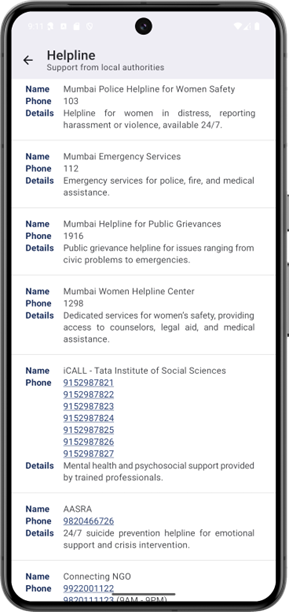 Helpline
Support from local authorities
Name Mumbai Police Helpline for Women Safety
Phone 103
Details Helpline for women in distress, reporting
harassment or violence, available 24/7.
Name Mumbai Emergency Services
Phone 112
Details Emergency services for police, fire, and medical
assistance.
Name Mumbai Helpline for Public Grievances
Phone 1916
Details Public grievance helpline for issues ranging from
civic problems to emergencies.
Name Mumbai Women Helpline Center
Phone 1298
Details Dedicated services for women's safety, providing
access to counselors, legal aid, and medical
assistance.
Name iCALL - Tata Institute of Social Sciences
Phone 9152987821
9152987822
9152987823
9152987824
9152987825
9152987826
9152987827
Details Mental health and psychosocial support provided
by trained professionals.
Name AASRA
Phone 9820466726
Details 24/7 suicide prevention helpline for emotional
support and crisis intervention.
Name Connecting NGO
Phone 9922001122
9820111123 (9AM - 9PM)